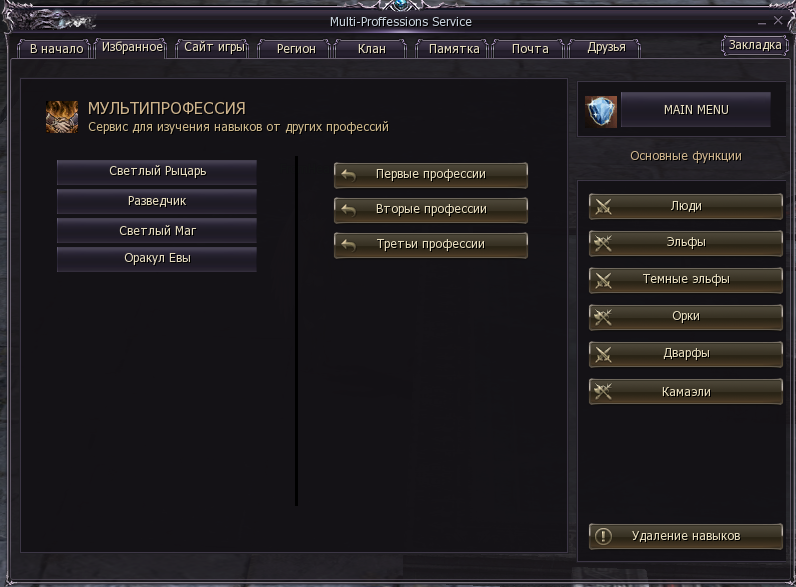 Multi-Proffessions Service
В начало
Избранное
Сайт игры
Регион
Клан
Памятка
Почта
Друзья
Закладка
МУЛЬТИПРОФЕССИЯ
Сервис для изучения навыков от других профессий
Светлый Рыцарь
Разведчик
Светлый Маг
Оракул Евы
Первые профессии
Вторые профессии
Третьи профессии
MAIN MENU
Основные функции
Люди
Эльфы
Темные эльфы
Орки
Дварфы
Камаэли
Удаление навыков